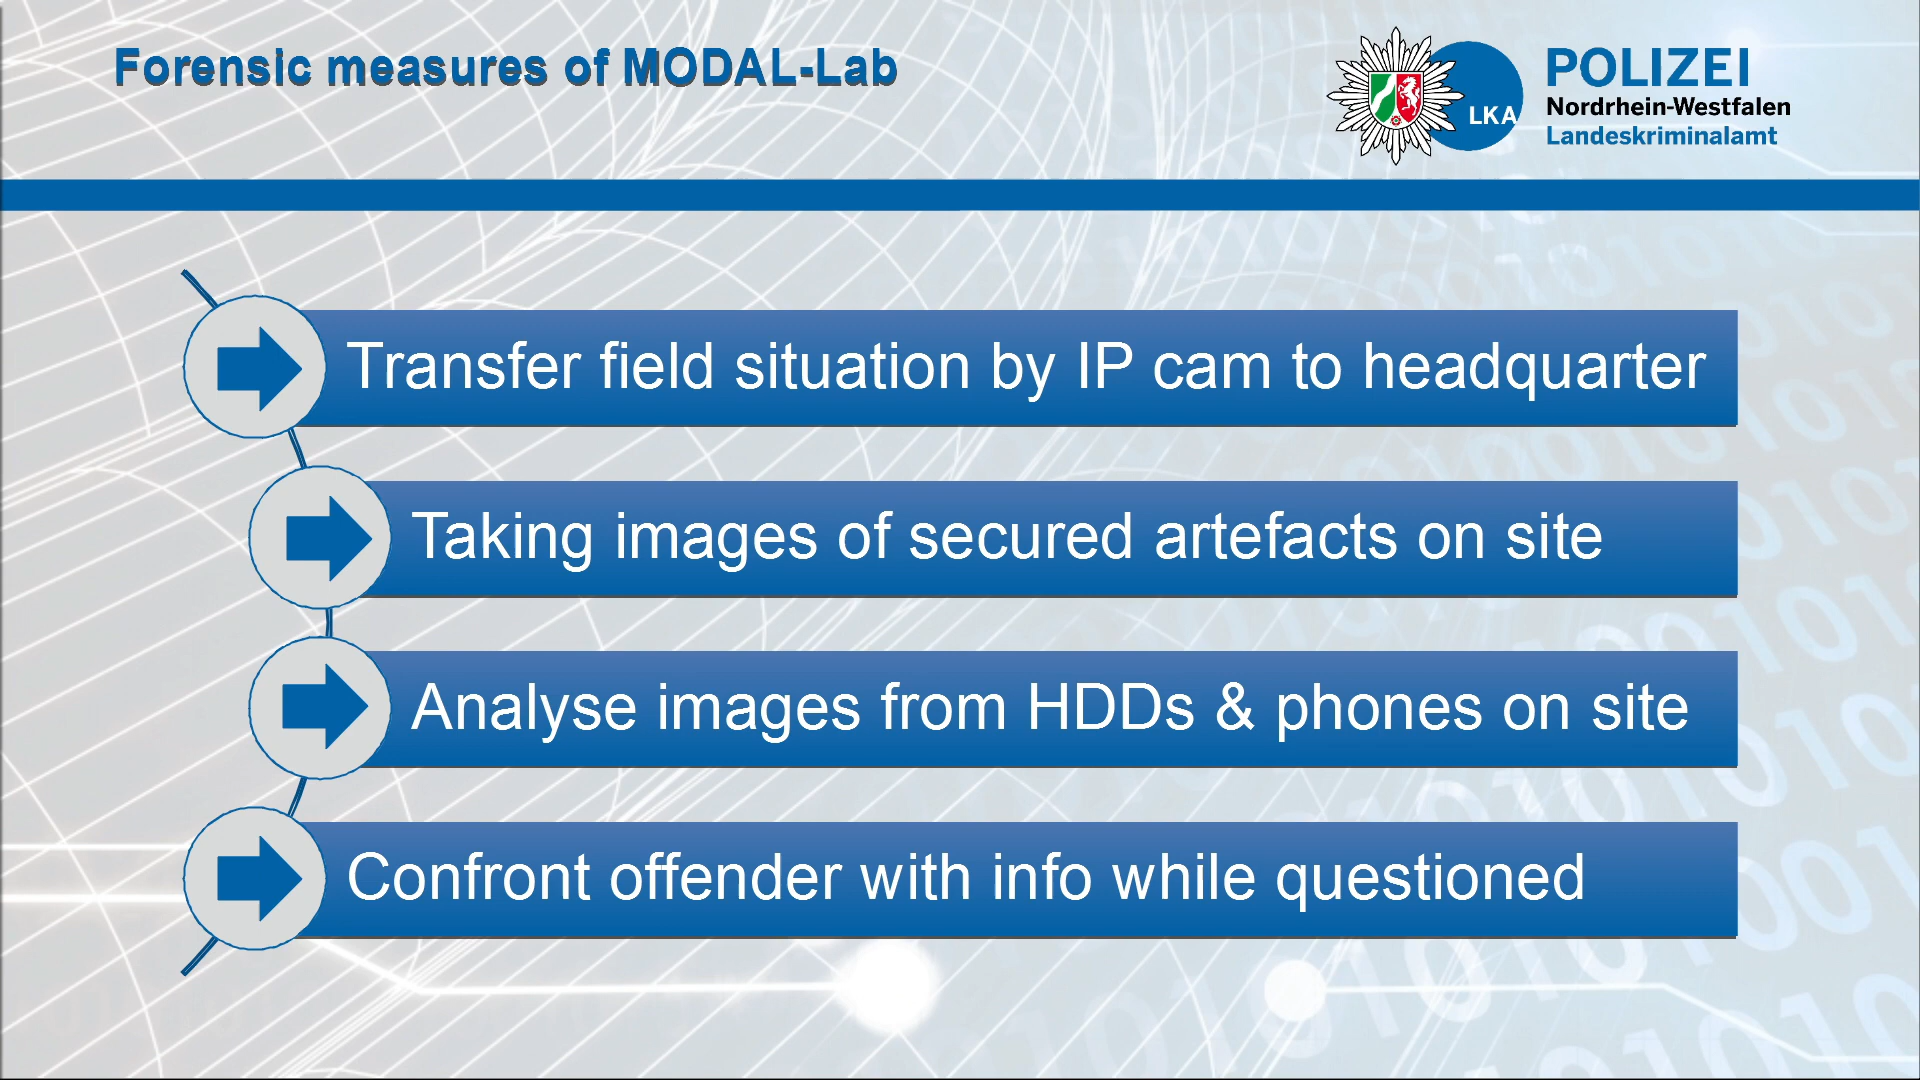 Forensic measures of MODAL-Lab
LKA
POLIZEI
Nordrhein-Westfalen
Landeskriminalamt
Transfer field situation by IP cam to headquarter
Taking images of secured artefacts on site
Analyse images from HDDs & phones on site
Confront offender with info while questioned